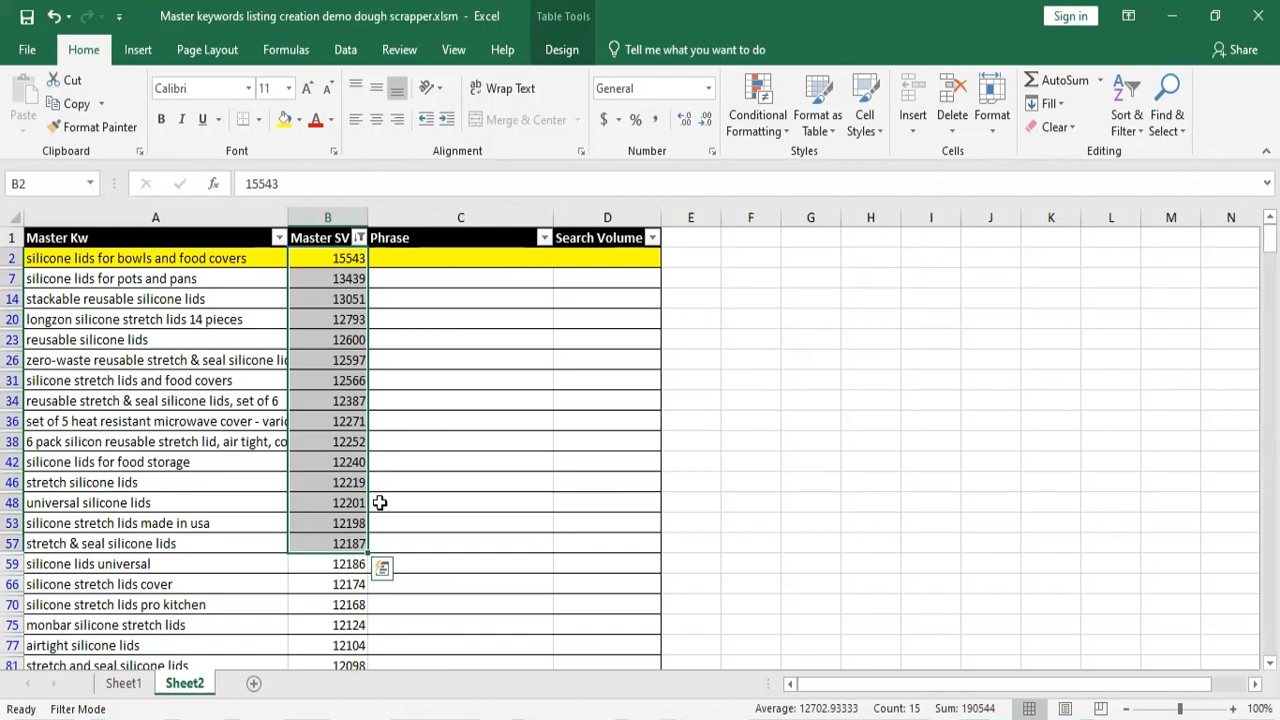 Master keywords listing creation demo dough scrapper.xlsm - Excel
Table Tools
Sign in
File Home Insert Page Layout Formulas Data Review View Help Design Tell me what you want to do Share
Paste
Cut
Copy
Format Painter
Clipboard
Calibri 11
B I U
A A
A
Font
Wrap Text
Merge & Center
Alignment
General
$ % ,
Number
Conditional Formatting
Format as Table
Cell Styles
Styles
Insert
Delete
Format
Cells
AutoSum
Fill
Clear
Sort & Filter
Find & Select
Editing
B2 fx 15543
A B C D E F G H I J K L M N
1 Master Kw Master SV Phrase Search Volume
2 silicone lids for bowls and food covers 15543
7 silicone lids for pots and pans 13439
14 stackable reusable silicone lids 13051
20 longzon silicone stretch lids 14 pieces 12793
23 reusable silicone lids 12600
26 zero-waste reusable stretch & seal silicone lic 12597
31 silicone stretch lids and food covers 12566
34 reusable stretch & seal silicone lids, set of 6 12387
36 set of 5 heat resistant microwave cover - vario 12271
38 6 pack silicon reusable stretch lid, air tight, co 12252
42 silicone lids for food storage 12240
46 stretch silicone lids 12219
48 universal silicone lids 12201
53 silicone stretch lids made in usa 12198
57 stretch & seal silicone lids 12187
59 silicone lids universal 12186
66 silicone stretch lids cover 12174
70 silicone stretch lids pro kitchen 12168
75 monbar silicone stretch lids 12124
77 airtight silicone lids 12104
81 stretch and seal silicone lids 12098
Sheet1 Sheet2
Ready Filter Mode Average: 12702.93333 Count: 15 Sum: 190544 100%